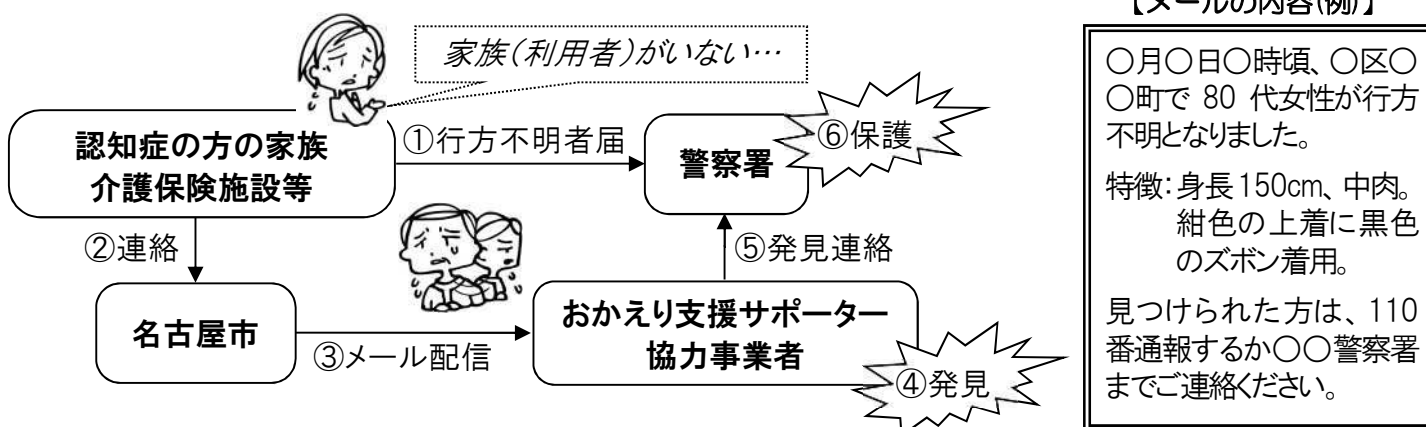 【メールの内容(例)】
家族(利用者)がいない…
認知症の方の家族
介護保険施設等
①行方不明者届
警察署
⑥保護
②連絡
⑤発見連絡
名古屋市
③メール配信
おかえり支援サポーター
協力事業者
④発見
〇月〇日〇時頃、〇区〇
〇町で 80 代女性が行方
不明となりました。
特徴：身長150cm、中肉。
紺色の上着に黒色
のズボン着用。
見つけられた方は、110
番通報するか〇〇警察署
までご連絡ください。